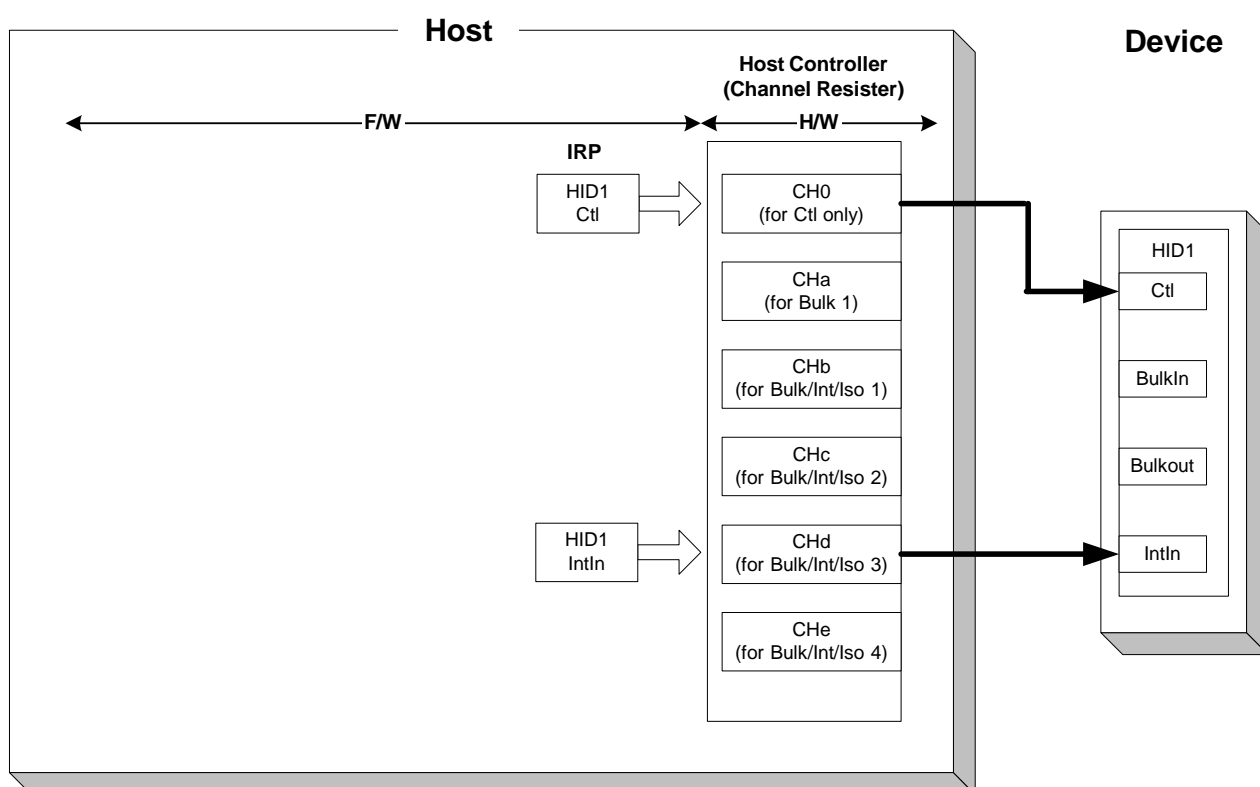 Host
Device
Host Controller
(Channel Resister)
F/W
H/W
IRP
HID1
Ctl
CH0
(for Ctl only)
CHa
(for Bulk 1)
CHb
(for Bulk/Int/Iso 1)
CHc
(for Bulk/Int/Iso 2)
HID1
IntIn
CHd
(for Bulk/Int/Iso 3)
CHe
(for Bulk/Int/Iso 4)
HID1
Ctl
BulkIn
Bulkout
IntIn